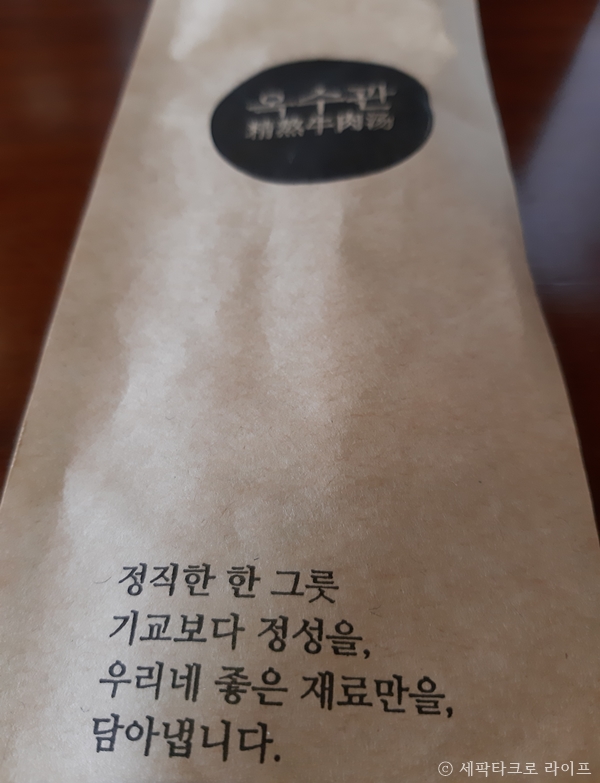 옥수관
精熬牛肉汤
정직한 한 그릇
기교보다 정성을,
우리네 좋은 재료만을,
담아냅니다.
ⓒ 세팍타크로 라이프